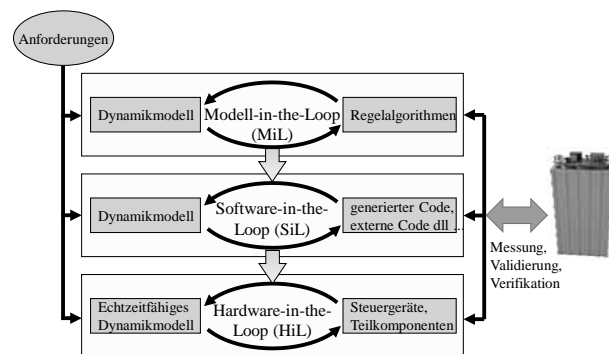 Anforderungen
Dynamikmodell
Modell-in-the-Loop
(MiL)
Regelalgorithmen
Dynamikmodell
Software-in-the-
Loop (SiL)
generierter Code,
externe Code dll ...
Messung,
Validierung,
Verifikation
Echtzeitfähiges
Dynamikmodell
Hardware-in-the-
Loop (HiL)
Steuergeräte,
Teilkomponenten